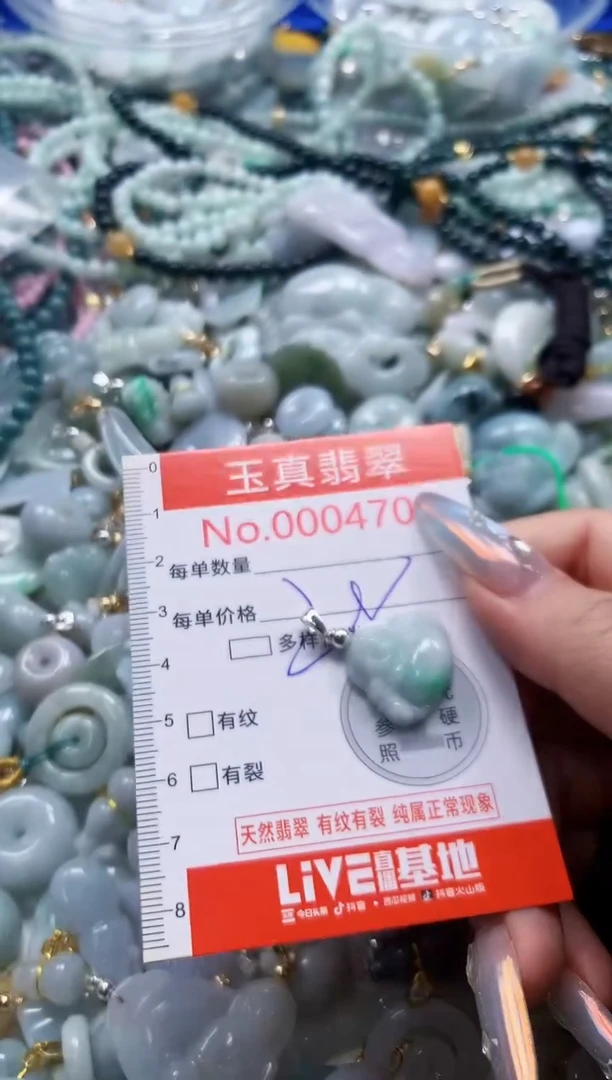 玉真翡翠
No.000470
0
1
2
每单数量
3
每单价格
多样
4
5
有纹
参 硬
照 币
6
有裂
7
天然翡翠 有纹有裂 纯属正常现象
8
LiVE直播基地
今日头条 抖音 西瓜视频 抖音火山版